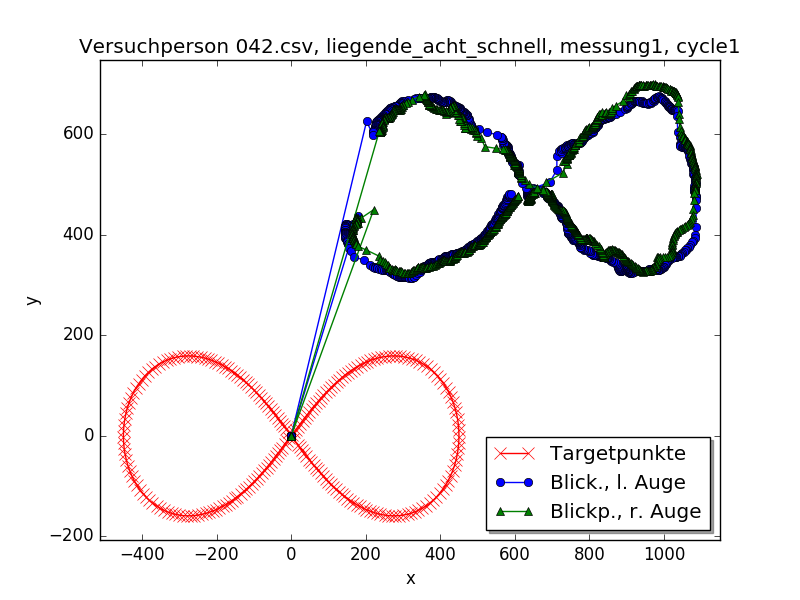 Versuchperson 042.csv, liegende_acht_schnell, messung1, cycle1
y
600
400
200
0
−200
−400
−200
0
200
400
600
800
1000
x
Targetpunkte
Blick., l. Auge
Blickp., r. Auge